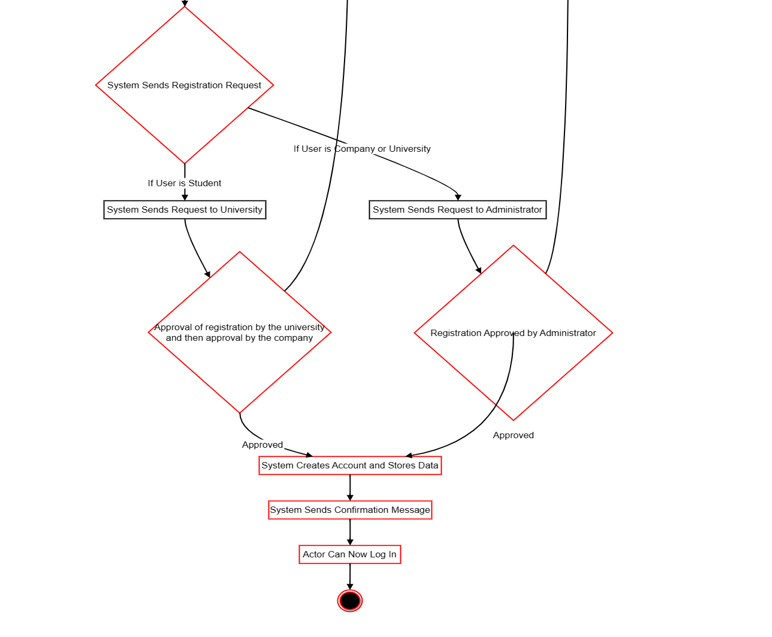 System Sends Registration Request
If User is Company or University
If User is Student
System Sends Request to University
System Sends Request to Administrator
Approval of registration by the university
and then approval by the company
Registration Approved by Administrator
Approved
Approved
System Creates Account and Stores Data
System Sends Confirmation Message
Actor Can Now Log In